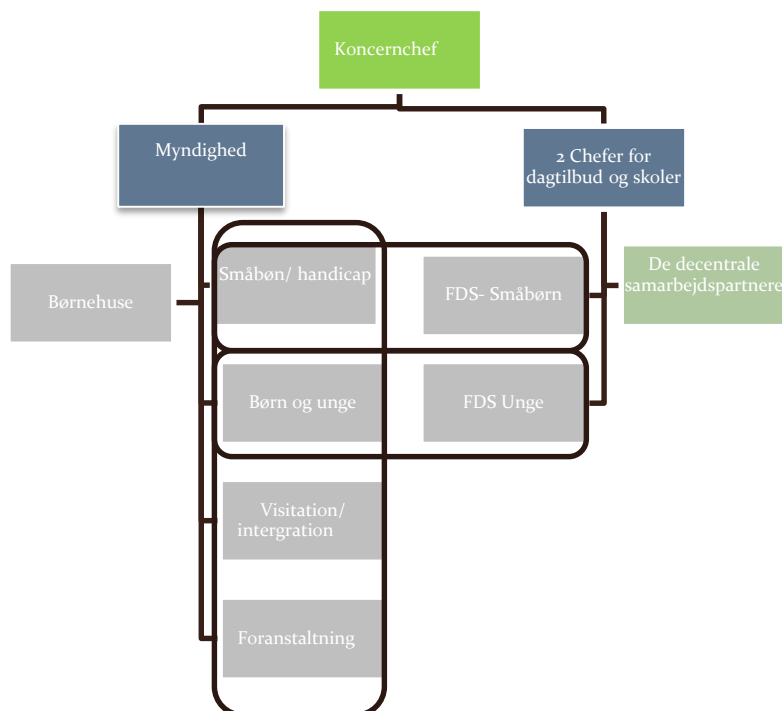 Koncernchef
Myndighed
2 Chefer for
dagtilbud og skoler
Småbøn/ handicap
De decentrale
samarbejdspartnere
Børnehuse
FDS- Småbørn
Børn og unge
FDS Unge
Visitation/
intergration
Foranstaltning